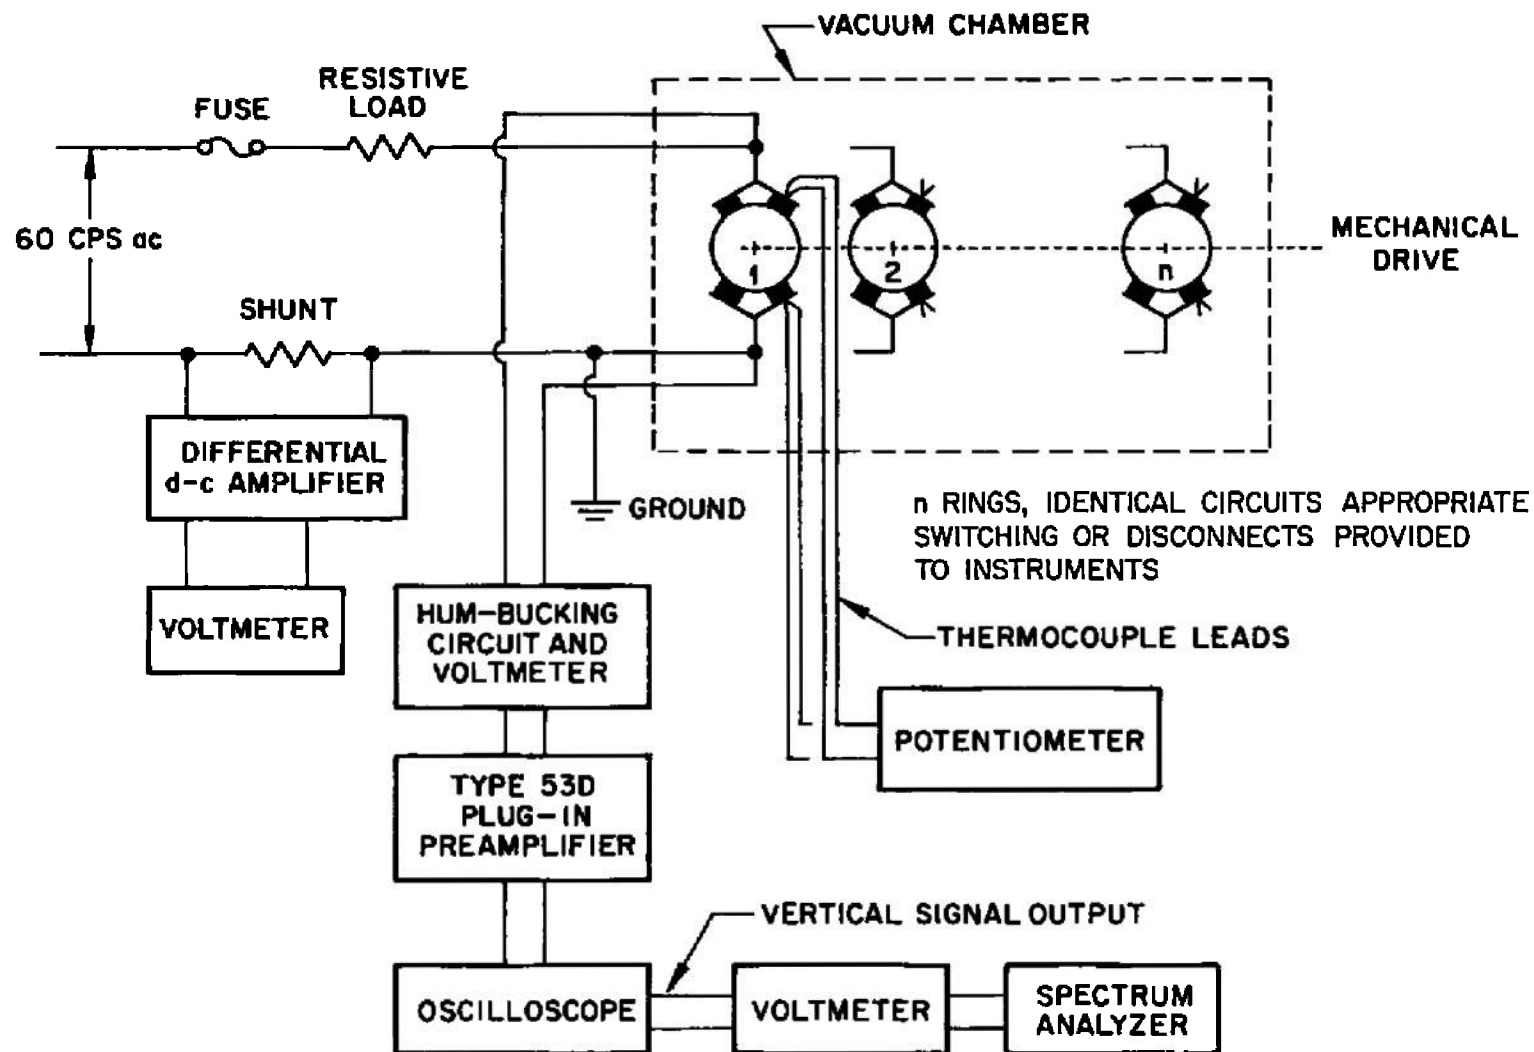 VACUUM CHAMBER
RESISTIVE
LOAD
FUSE
60 CPS ac
MECHANICAL
DRIVE
1
2
n
SHUNT
DIFFERENTIAL
d-c AMPLIFIER
GROUND
n RINGS, IDENTICAL CIRCUITS APPROPRIATE
SWITCHING OR DISCONNECTS PROVIDED
TO INSTRUMENTS
VOLTMETER
HUM-BUCKING
CIRCUIT AND
VOLTMETER
THERMOCOUPLE LEADS
POTENTIOMETER
TYPE 53D
PLUG-IN
PREAMPLIFIER
VERTICAL SIGNAL OUTPUT
OSCILLOSCOPE
VOLTMETER
SPECTRUM
ANALYZER